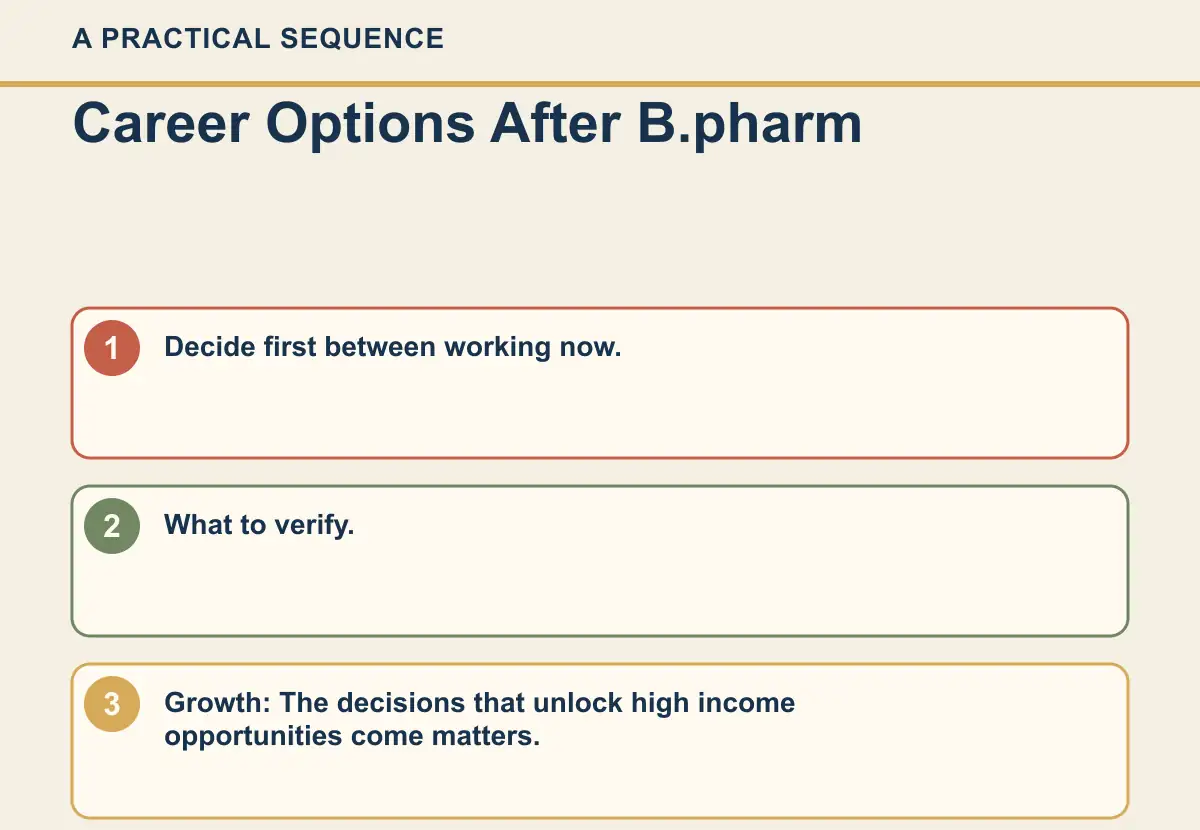 A PRACTICAL SEQUENCE
Career Options After B.pharm
1
Decide first between working now.
2
What to verify.
3
Growth: The decisions that unlock high income
opportunities come matters.